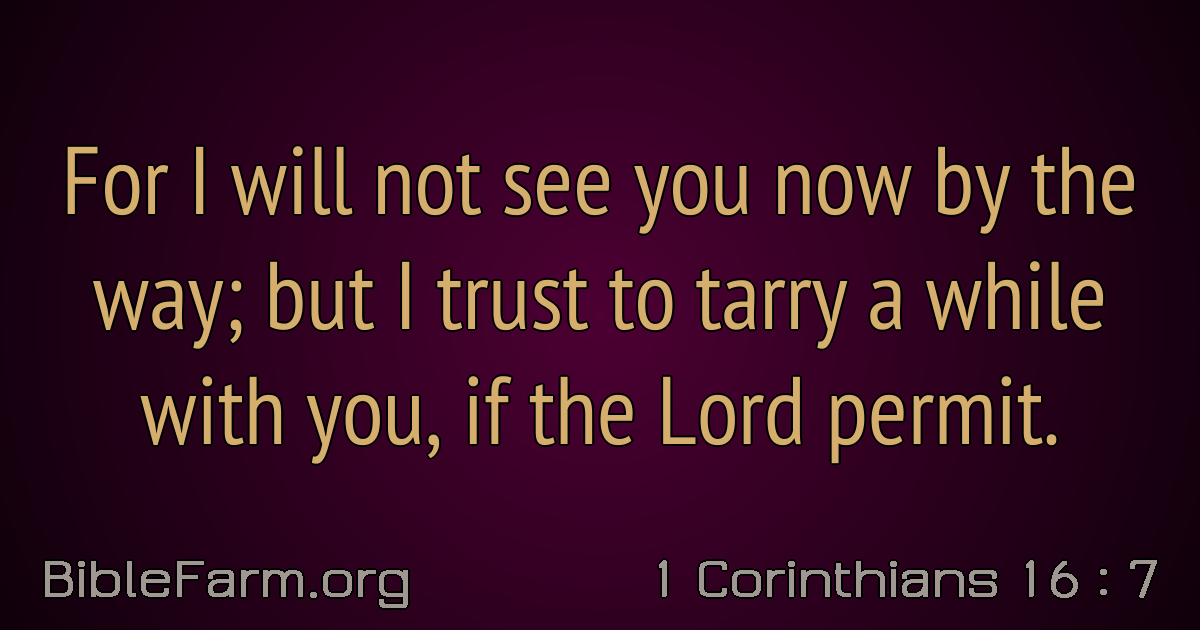 For I will not see you now by the
way; but I trust to tarry a while
with you, if the Lord permit.
BibleFarm.org
1 Corinthians 16 : 7